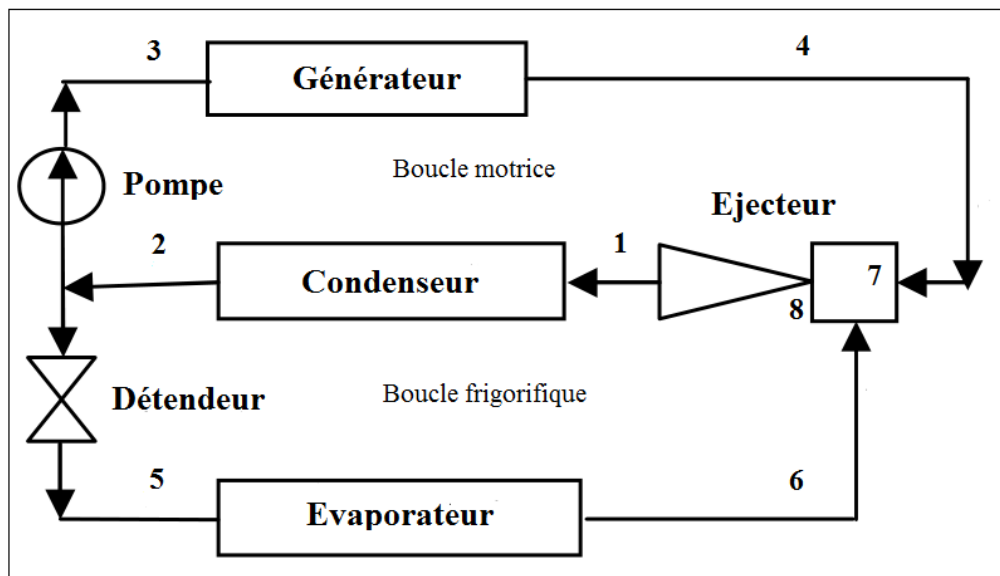 3
4
Générateur
Boucle motrice
Pompe
Ejecteur
2
1
Condenseur
7
8
Détendeur
Boucle frigorifique
5
6
Evaporateur